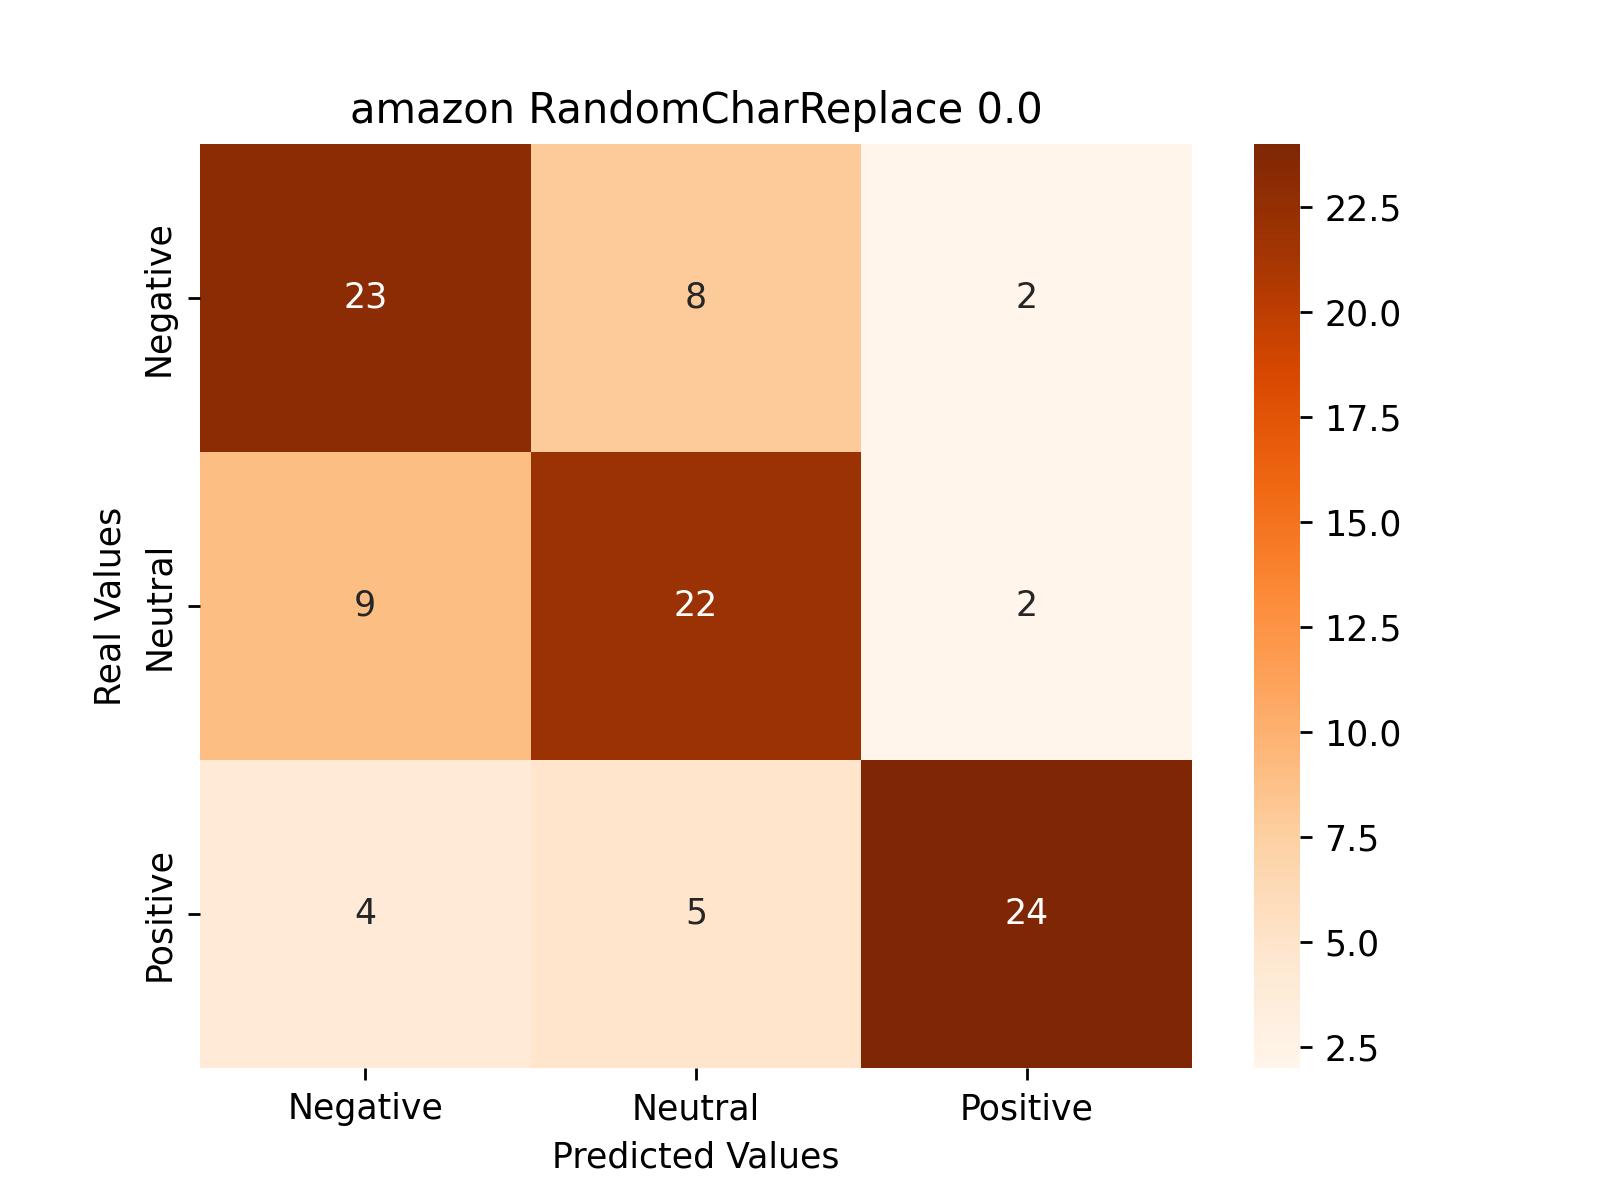 amazon RandomCharReplace 0.0
Real Values
Negative
23 8 2
Neutral
9 22 2
Positive
4 5 24
Negative Neutral Positive
Predicted Values
22.5
20.0
17.5
15.0
12.5
10.0
7.5
5.0
2.5